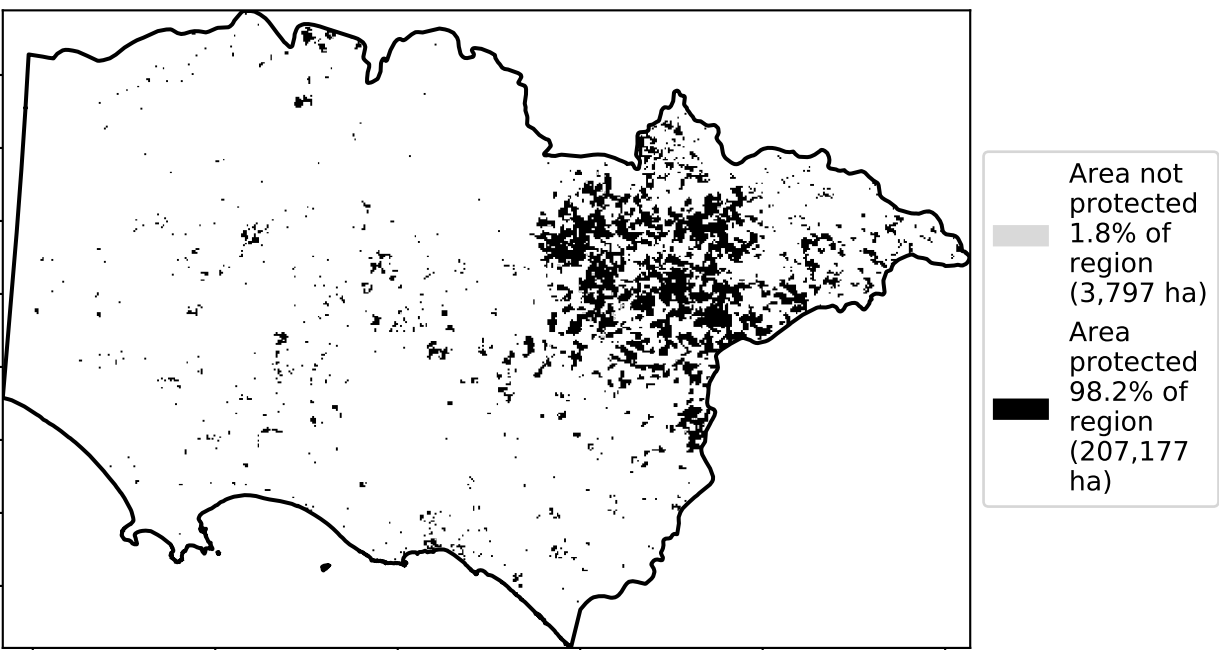 Area not
protected
1.8% of
region
(3,797 ha)
Area
protected
98.2% of
region
(207,177
ha)